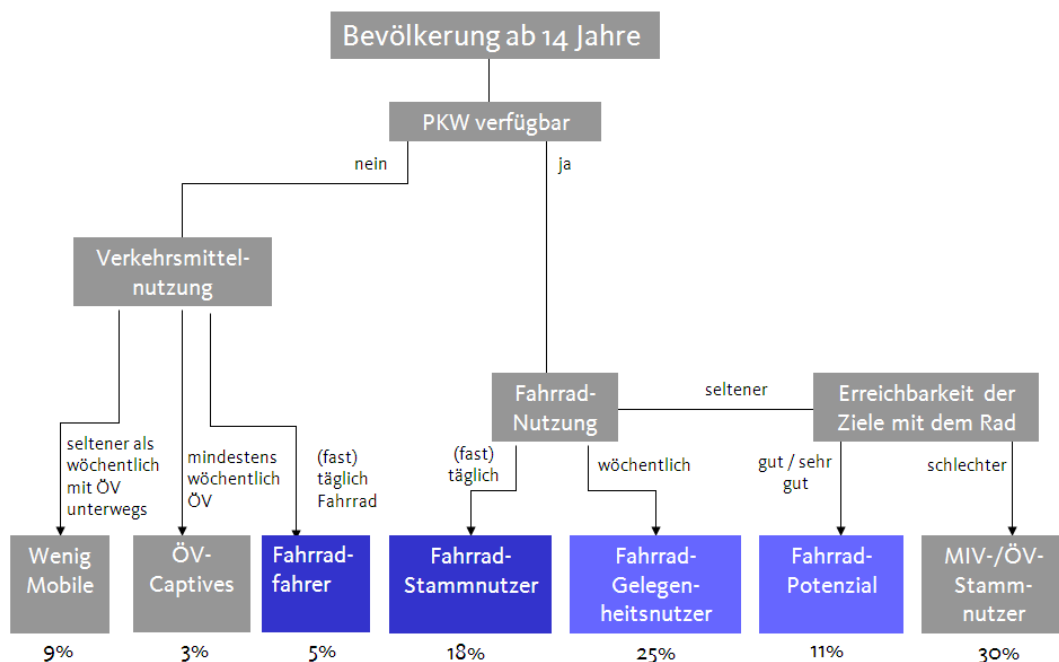 Bevölkerung ab 14 Jahre
PKW verfügbar
nein
ja
Verkehrsmittel-
nutzung
Fahrrad-
Nutzung
seltener
Erreichbarkeit der
Ziele mit dem Rad
seltener als
wöchentlich
mit ÖV
unterwegs
mindestens
wöchentlich
ÖV
(fast)
täglich
Fahrrad
(fast)
täglich
wöchentlich
gut / sehr
gut
schlechter
Wenig
Mobile
ÖV-
Captives
Fahrrad-
fahrer
Fahrrad-
Stammnutzer
Fahrrad-
Gelegen-
heitsnutzer
Fahrrad-
Potenzial
MIV-/ÖV-
Stamm-
nutzer
9%
3%
5%
18%
25%
11%
30%